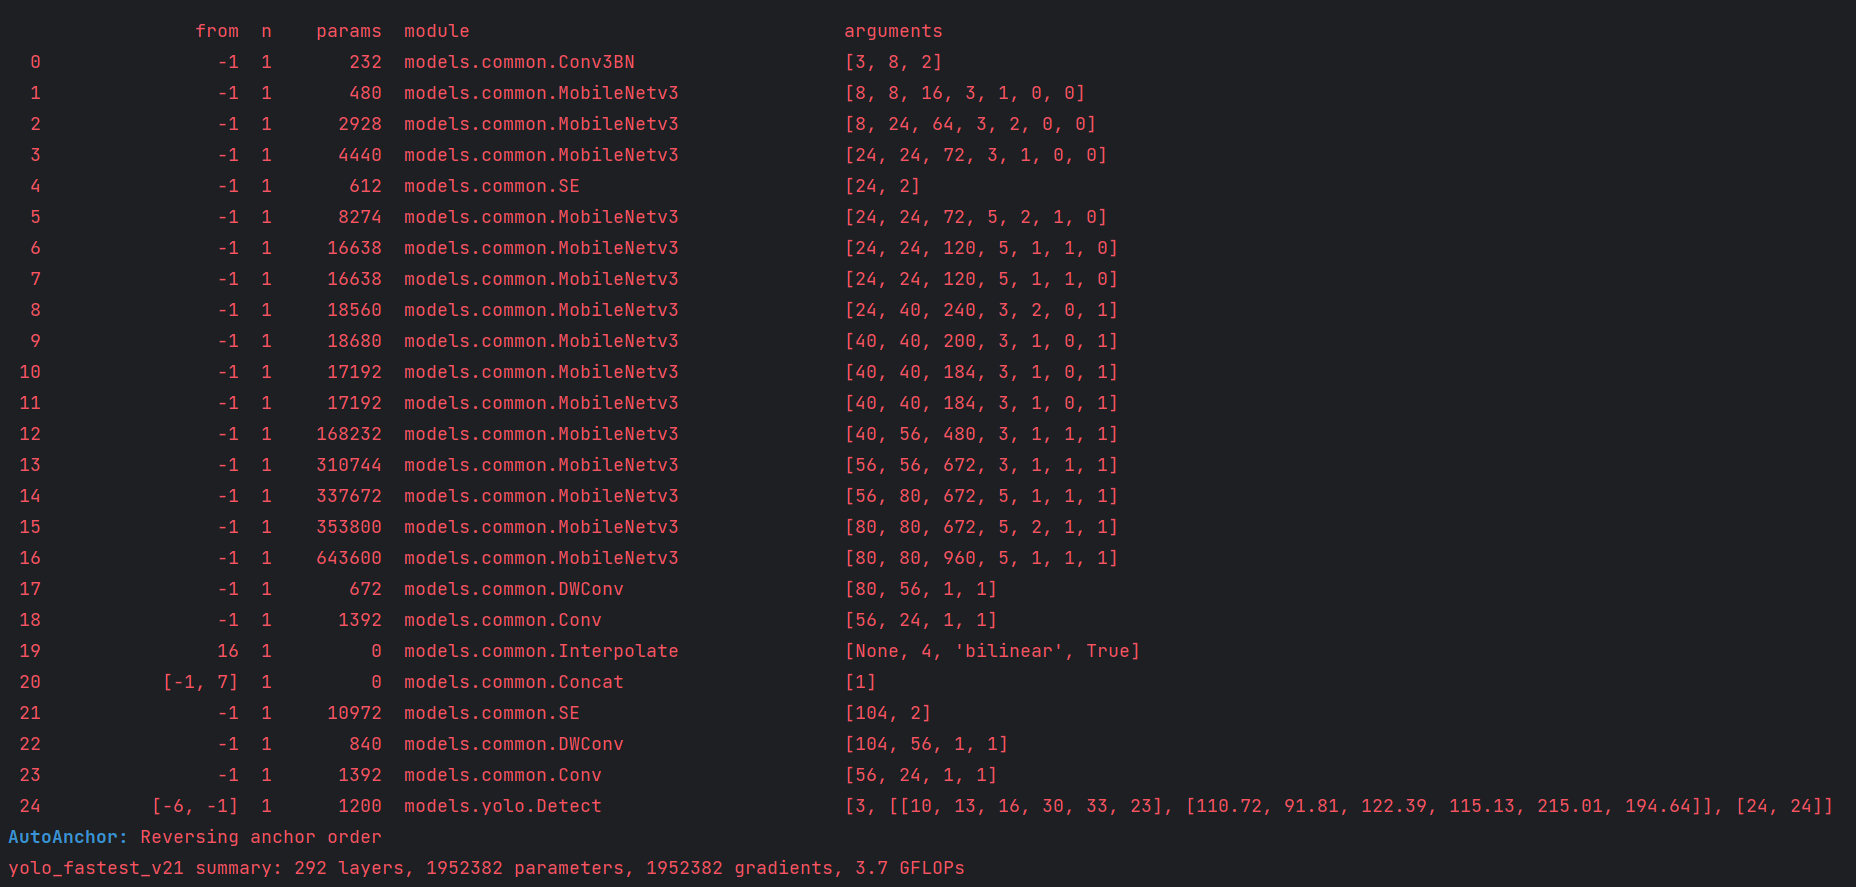 from  n    params  module                                  arguments
0                -1  1       232  models.common.Conv3BN                   [3, 8, 2]
1                -1  1       480  models.common.MobileNetv3               [8, 8, 16, 3, 1, 0, 0]
2                -1  1      2928  models.common.MobileNetv3               [8, 24, 64, 3, 2, 0, 0]
3                -1  1      4440  models.common.MobileNetv3               [24, 24, 72, 3, 1, 0, 0]
4                -1  1       612  models.common.SE                        [24, 2]
5                -1  1      8274  models.common.MobileNetv3               [24, 24, 72, 5, 2, 1, 0]
6                -1  1     16638  models.common.MobileNetv3               [24, 24, 120, 5, 1, 1, 0]
7                -1  1     16638  models.common.MobileNetv3               [24, 24, 120, 5, 1, 1, 0]
8                -1  1     18560  models.common.MobileNetv3               [24, 40, 240, 3, 2, 0, 1]
9                -1  1     18680  models.common.MobileNetv3               [40, 40, 200, 3, 1, 0, 1]
10                -1  1     17192  models.common.MobileNetv3               [40, 40, 184, 3, 1, 0, 1]
11                -1  1     17192  models.common.MobileNetv3               [40, 40, 184, 3, 1, 0, 1]
12                -1  1    168232  models.common.MobileNetv3               [40, 56, 480, 3, 1, 1, 1]
13                -1  1    310744  models.common.MobileNetv3               [56, 56, 672, 3, 1, 1, 1]
14                -1  1    337672  models.common.MobileNetv3               [56, 80, 672, 5, 1, 1, 1]
15                -1  1    353800  models.common.MobileNetv3               [80, 80, 672, 5, 2, 1, 1]
16                -1  1    643600  models.common.MobileNetv3               [80, 80, 960, 5, 1, 1, 1]
17                -1  1       672  models.common.DWConv                    [80, 56, 1, 1]
18                -1  1      1392  models.common.Conv                      [56, 24, 1, 1]
19                16  1         0  models.common.Interpolate               [None, 4, 'bilinear', True]
20           [-1, 7]  1         0  models.common.Concat                    [1]
21                -1  1     10972  models.common.SE                        [104, 2]
22                -1  1       840  models.common.DWConv                    [104, 56, 1, 1]
23                -1  1      1392  models.common.Conv                      [56, 24, 1, 1]
24          [-6, -1]  1      1200  models.yolo.Detect                      [3, [[10, 13, 16, 30, 33, 23], [110.72, 91.81, 122.39, 115.13, 215.01, 194.64]], [24, 24]]
AutoAnchor: Reversing anchor order
yolo_fastest_v21 summary: 292 layers, 1952382 parameters, 1952382 gradients, 3.7 GFLOPs